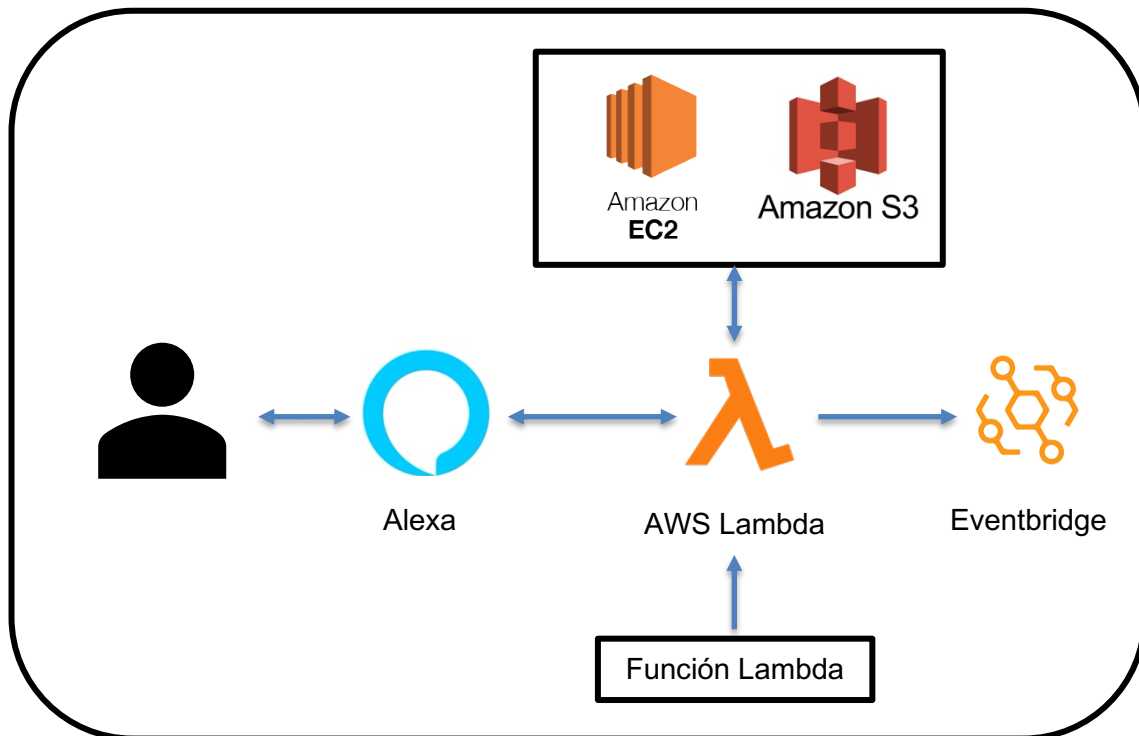 Amazon
EC2
Amazon S3
Alexa
AWS Lambda
Eventbridge
Función Lambda